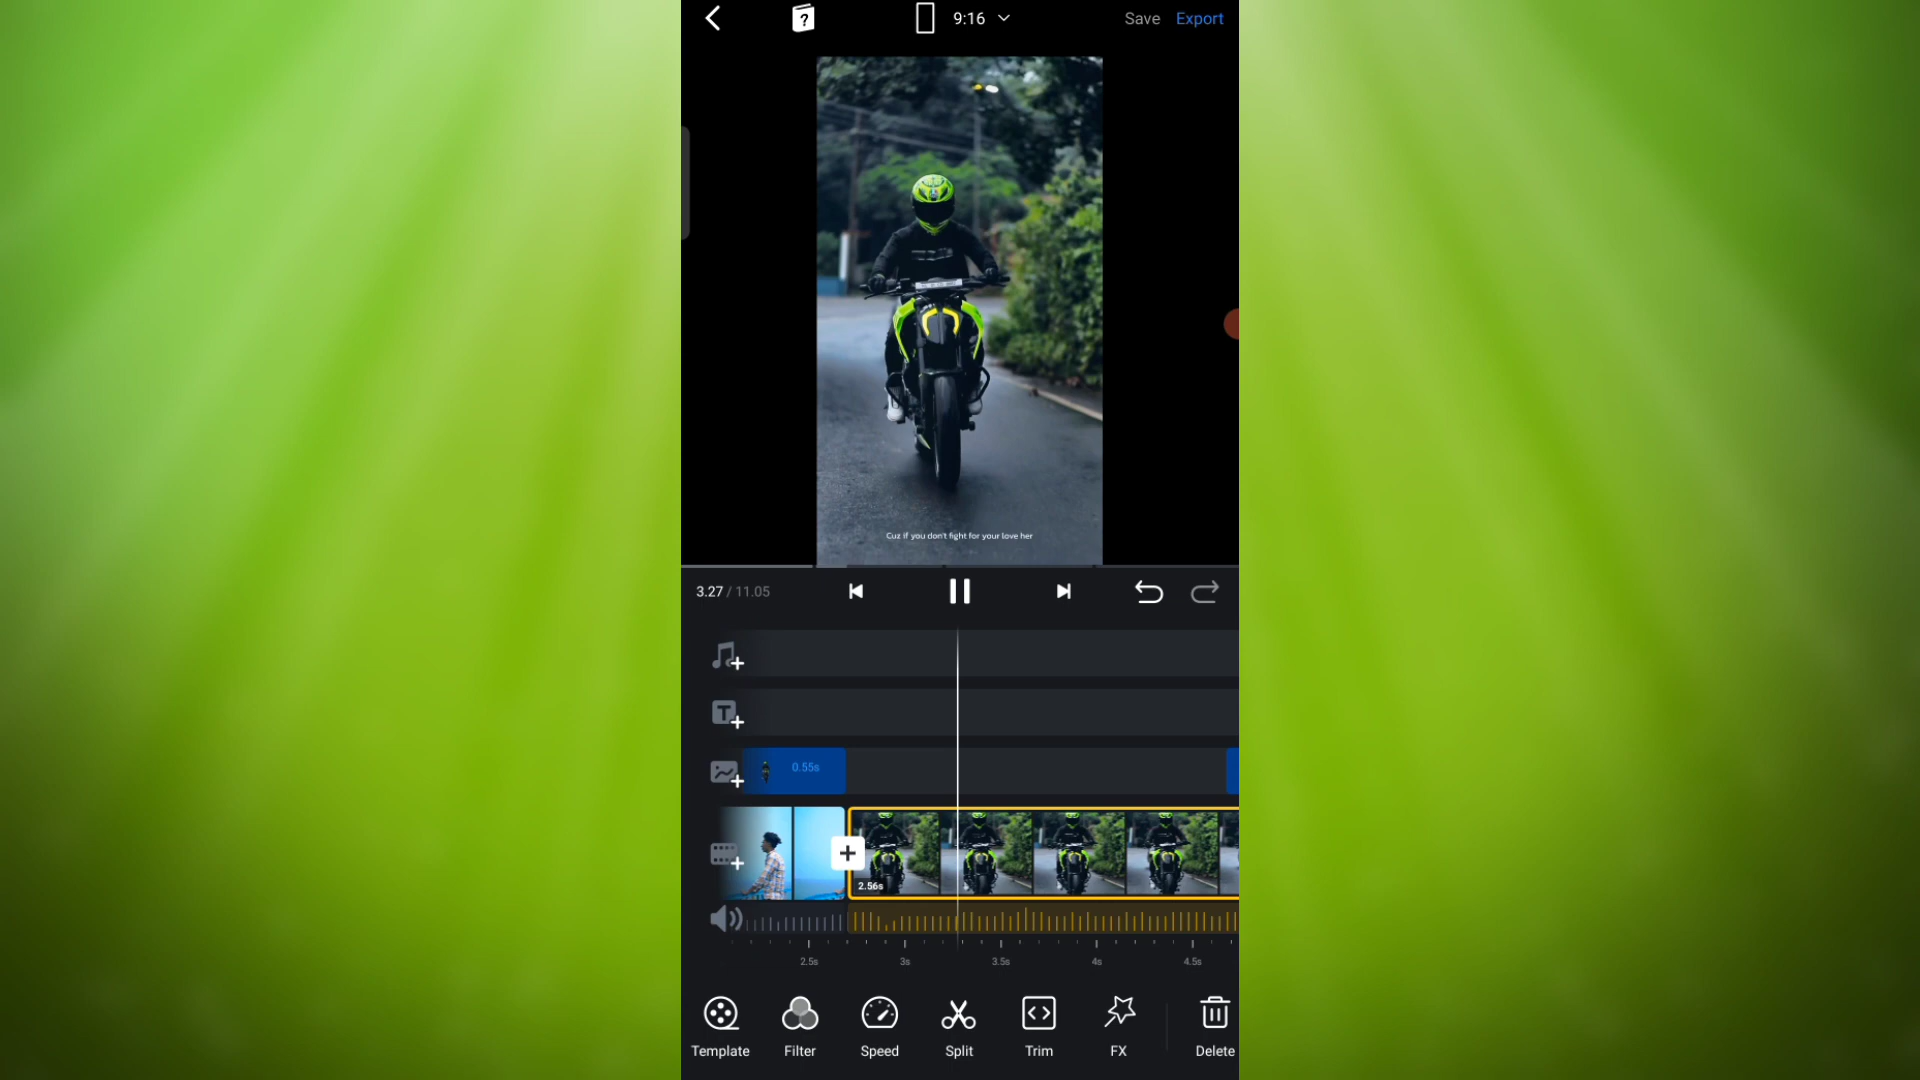 9:16
Save
Export
Cuz if you don't fight for your love her
3.27 / 11.05
0.55s
2.56s
2.5s 3s 3.5s 4s 4.5s
Template Filter Speed Split Trim FX Delete